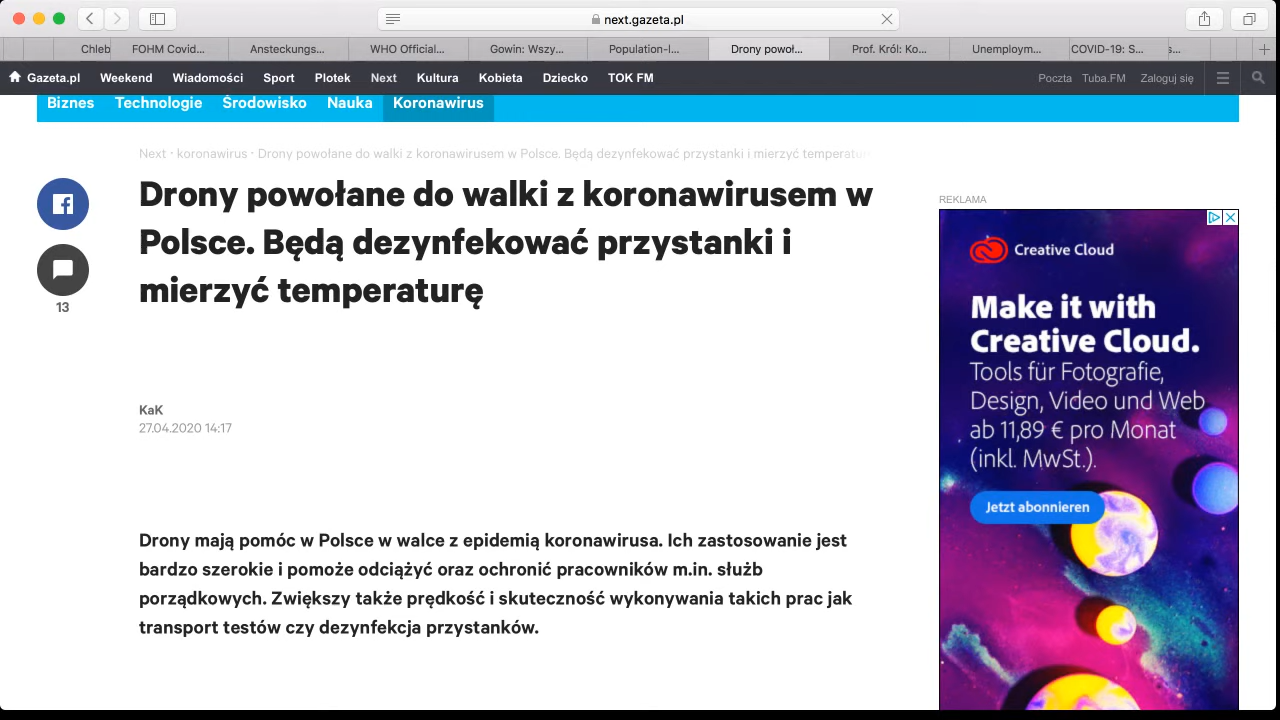 next.gazeta.pl
Chleb
FOHM Covid...
Ansteckungs...
WHO Official...
Gowin: Wszy...
Population-I...
Drony powoł...
Prof. Król: Ko...
Unemploym...
COVID-19: S...
s...
Gazeta.pl Weekend Wiadomości Sport Plotek Next Kultura Kobieta Dziecko TOK FM Poczta Tuba.FM Zaloguj się
Biznes Technologie Środowisko Nauka Koronawirus
Next · koronawirus · Drony powołane do walki z koronawirusem w Polsce. Będą dezynfekować przystanki i mierzyć temperatur
Drony powołane do walki z koronawirusem w
Polsce. Będą dezynfekować przystanki i
mierzyć temperaturę
13
KaK
27.04.2020 14:17
Drony mają pomóc w Polsce w walce z epidemią koronawirusa. Ich zastosowanie jest
bardzo szerokie i pomoże odciążyć oraz ochronić pracowników m.in. służb
porządkowych. Zwiększy także prędkość i skuteczność wykonywania takich prac jak
transport testów czy dezynfekcja przystanków.
REKLAMA
Creative Cloud
Make it with
Creative Cloud.
Tools für Fotografie,
Design, Video und Web
ab 11,89 € pro Monat
(inkl. MwSt.).
Jetzt abonnieren